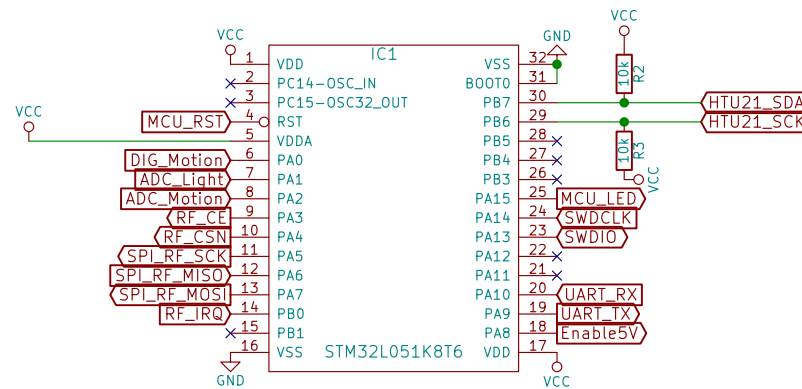 VCC
GND
VCC
IC1
1 VDD VSS 32
2 PC14-OSC_IN BOOT0 31
10k R2
3 PC15-OSC32_OUT PB7 30 HTU21_SDA
VCC
MCU_RST 4 RST PB6 29 HTU21_SCK
5 VDDA PB5 28
10k R3
DIG_Motion 6 PA0 PB4 27
ADC_Light 7 PA1 PB3 26
VCC
ADC_Motion 8 PA2 PA15 25 MCU_LED
RF_CE 9 PA3 PA14 24 SWDCLK
RF_CSN 10 PA4 PA13 23 SWDIO
SPI_RF_SCK 11 PA5 PA12 22
SPI_RF_MISO 12 PA6 PA11 21
SPI_RF_MOSI 13 PA7 PA10 20 UART_RX
RF_IRQ 14 PB0 PA9 19 UART_TX
15 PB1 PA8 18 Enable5V
16 VSS STM32L051K8T6 VDD 17
GND
VCC